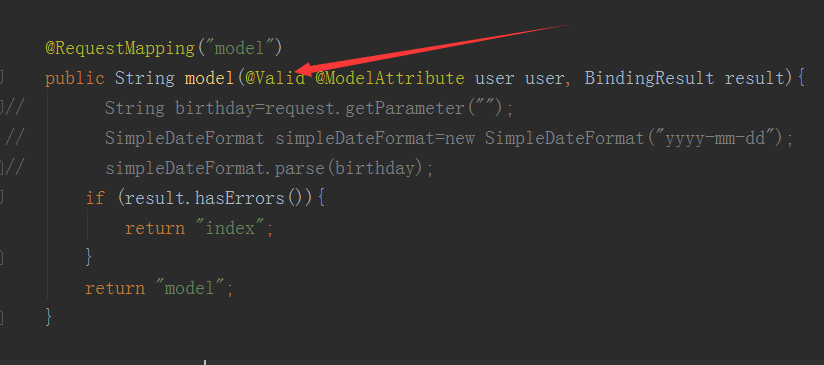 @RequestMapping("model")
public String model(@Valid @ModelAttribute user user, BindingResult result){
//        String birthday=request.getParameter("");
//        SimpleDateFormat simpleDateFormat=new SimpleDateFormat("yyyy-mm-dd");
//        simpleDateFormat.parse(birthday);
if (result.hasErrors()){
return "index";
}
return "model";
}